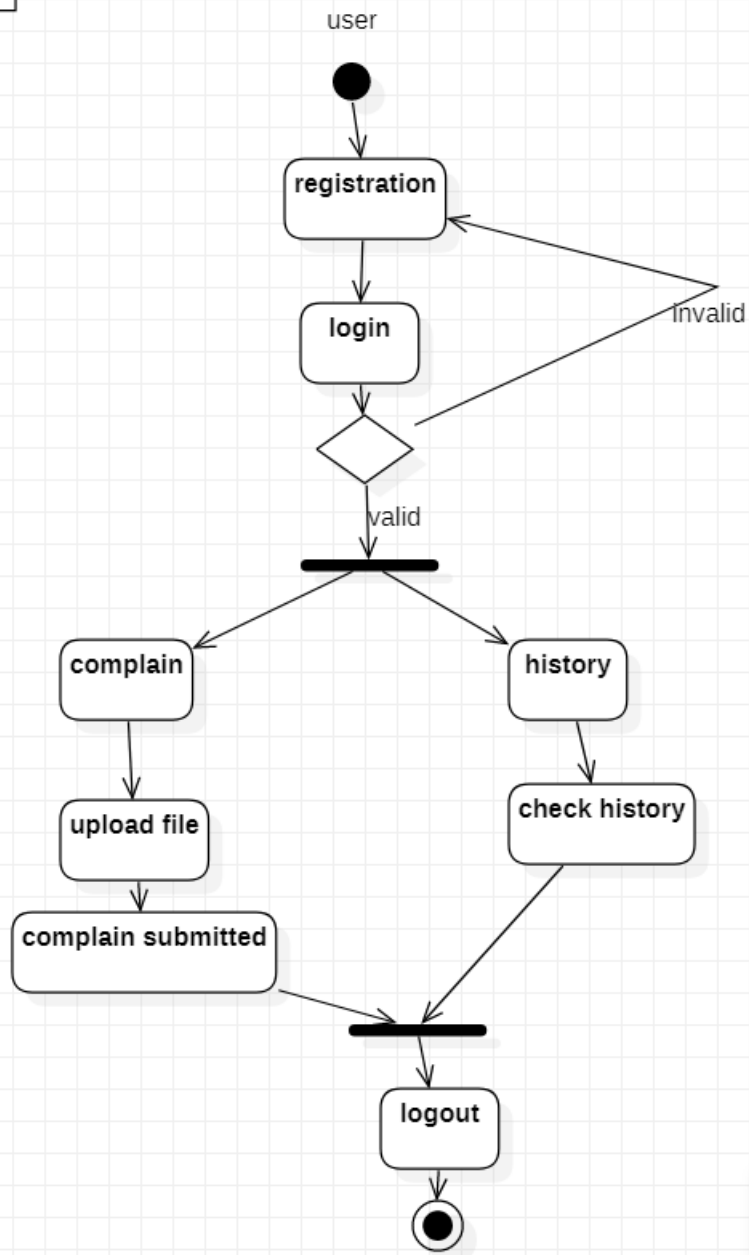 user
registration
login
invalid
valid
complain
history
upload file
check history
complain submitted
logout